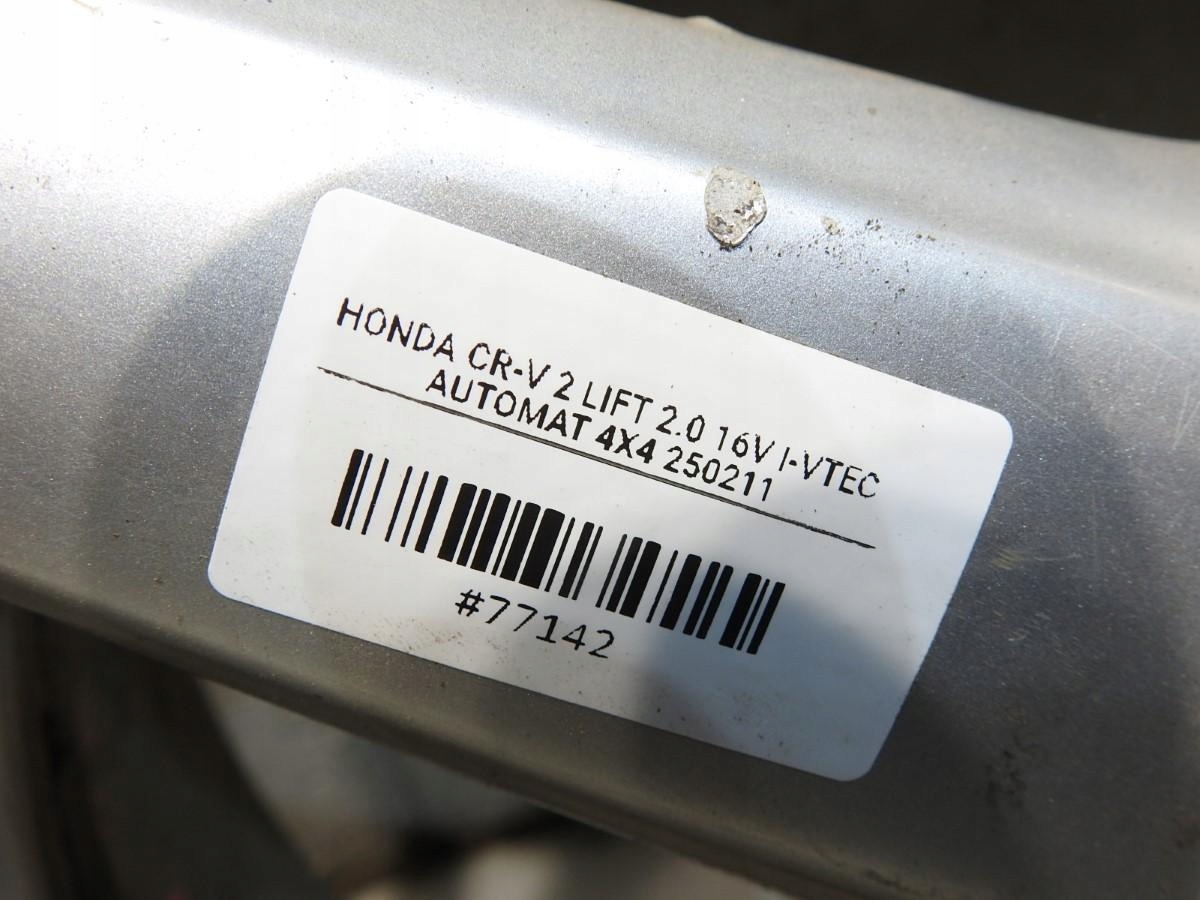 HONDA CR-V 2 LIFT 2.0 16V I-VTEC
AUTOMAT 4X4 250211
#77142